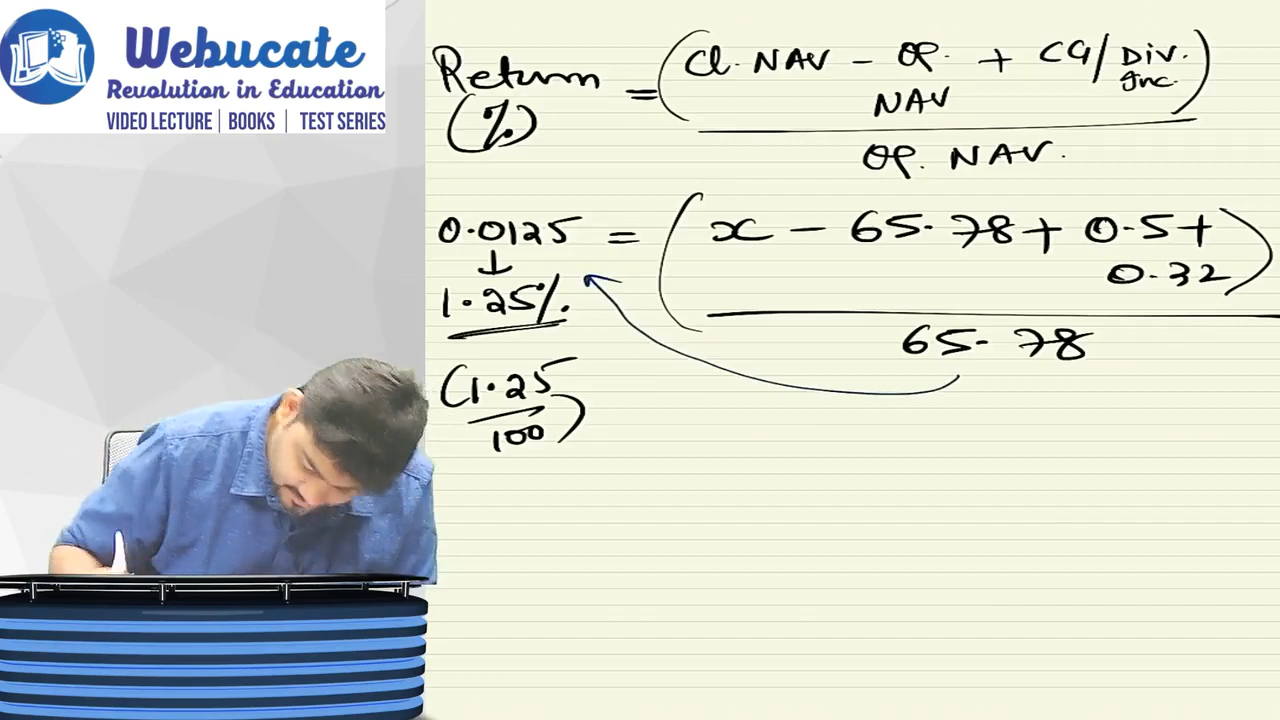 Webucate
Revolution in Education
VIDEO LECTURE | BOOKS | TEST SERIES
Return (%) = (Cl. NAV - Op. NAV + CG/Div. Inc.)
Op. NAV.
0.0125 = (x - 65.78 + 0.5 + 0.32)
65.78
↓
1.25%.
(1.25
100)